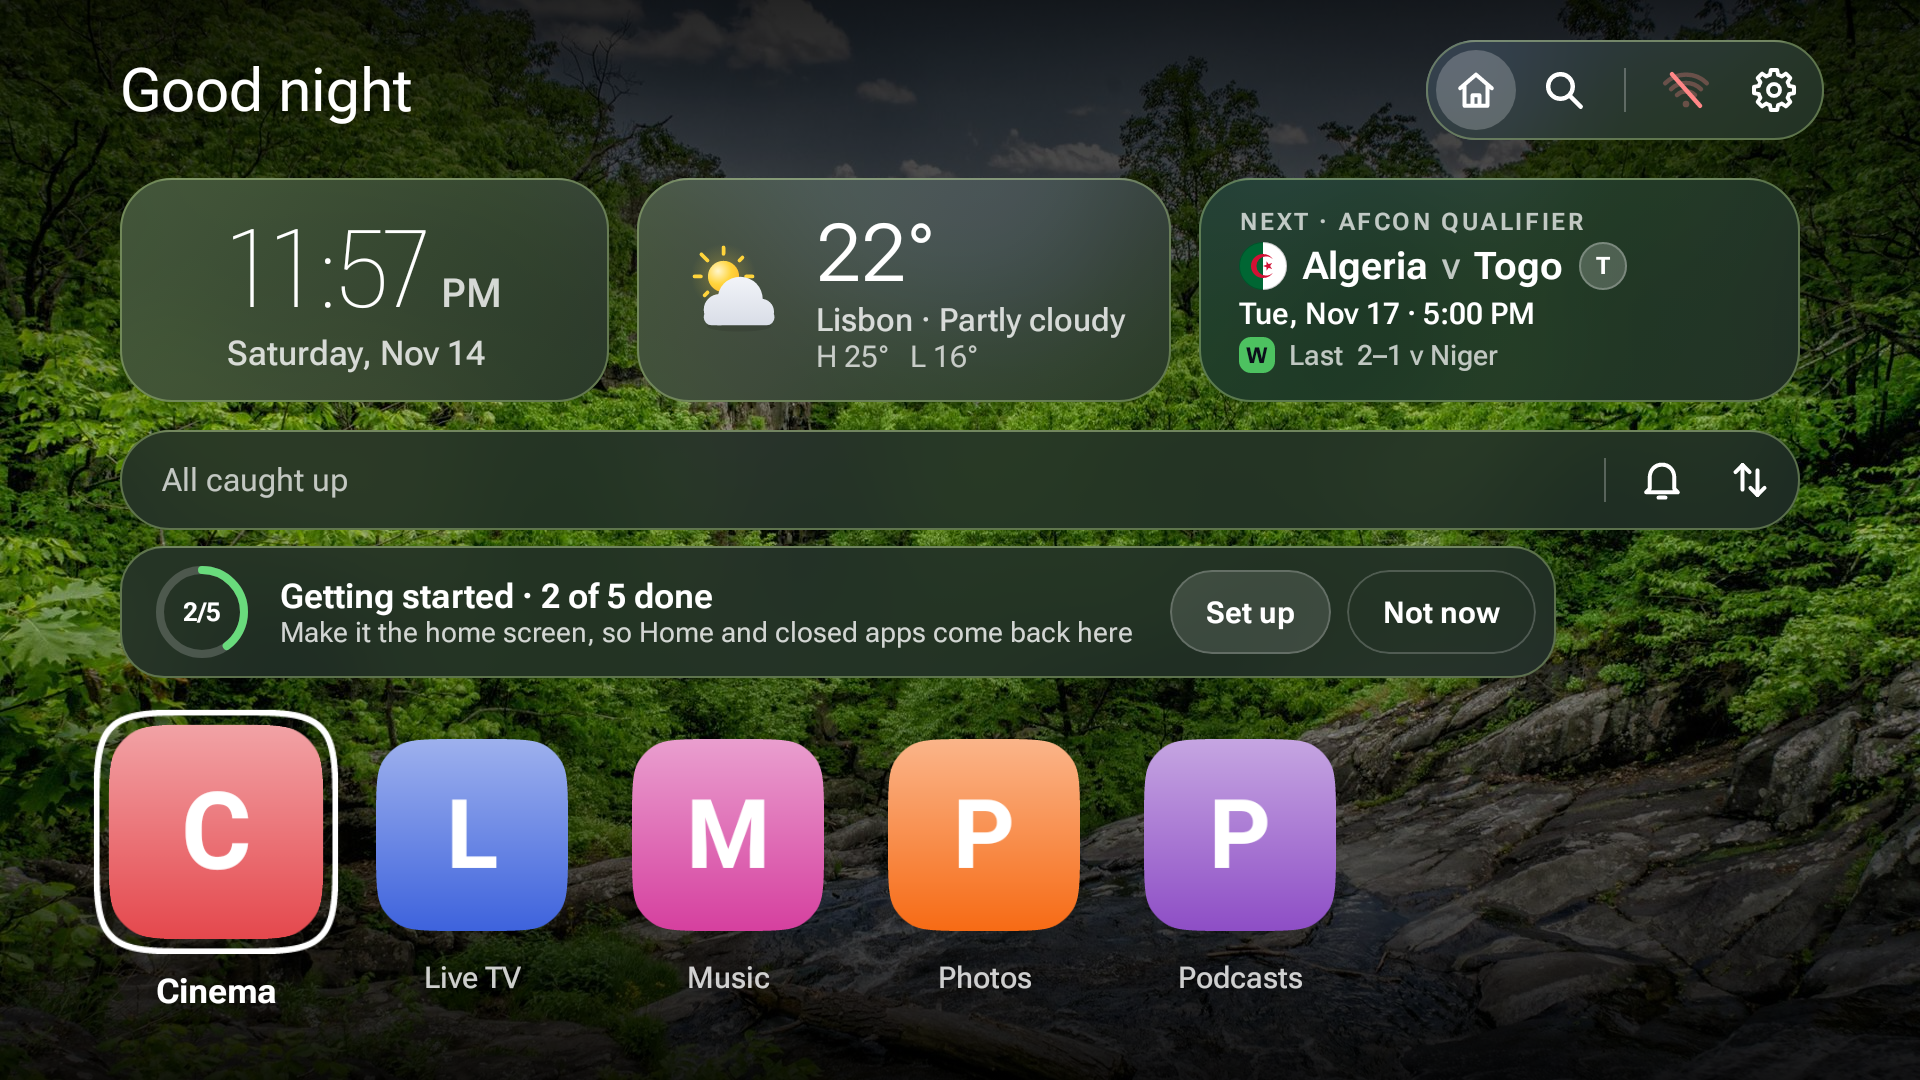 Good night
11:57 PM
Saturday, Nov 14
22°
Lisbon · Partly cloudy
H 25° L 16°
NEXT · AFCON QUALIFIER
Algeria v Togo T
Tue, Nov 17 · 5:00 PM
W Last 2–1 v Niger
All caught up
2/5
Getting started · 2 of 5 done
Make it the home screen, so Home and closed apps come back here
Set up
Not now
C
L
M
P
P
Cinema
Live TV
Music
Photos
Podcasts